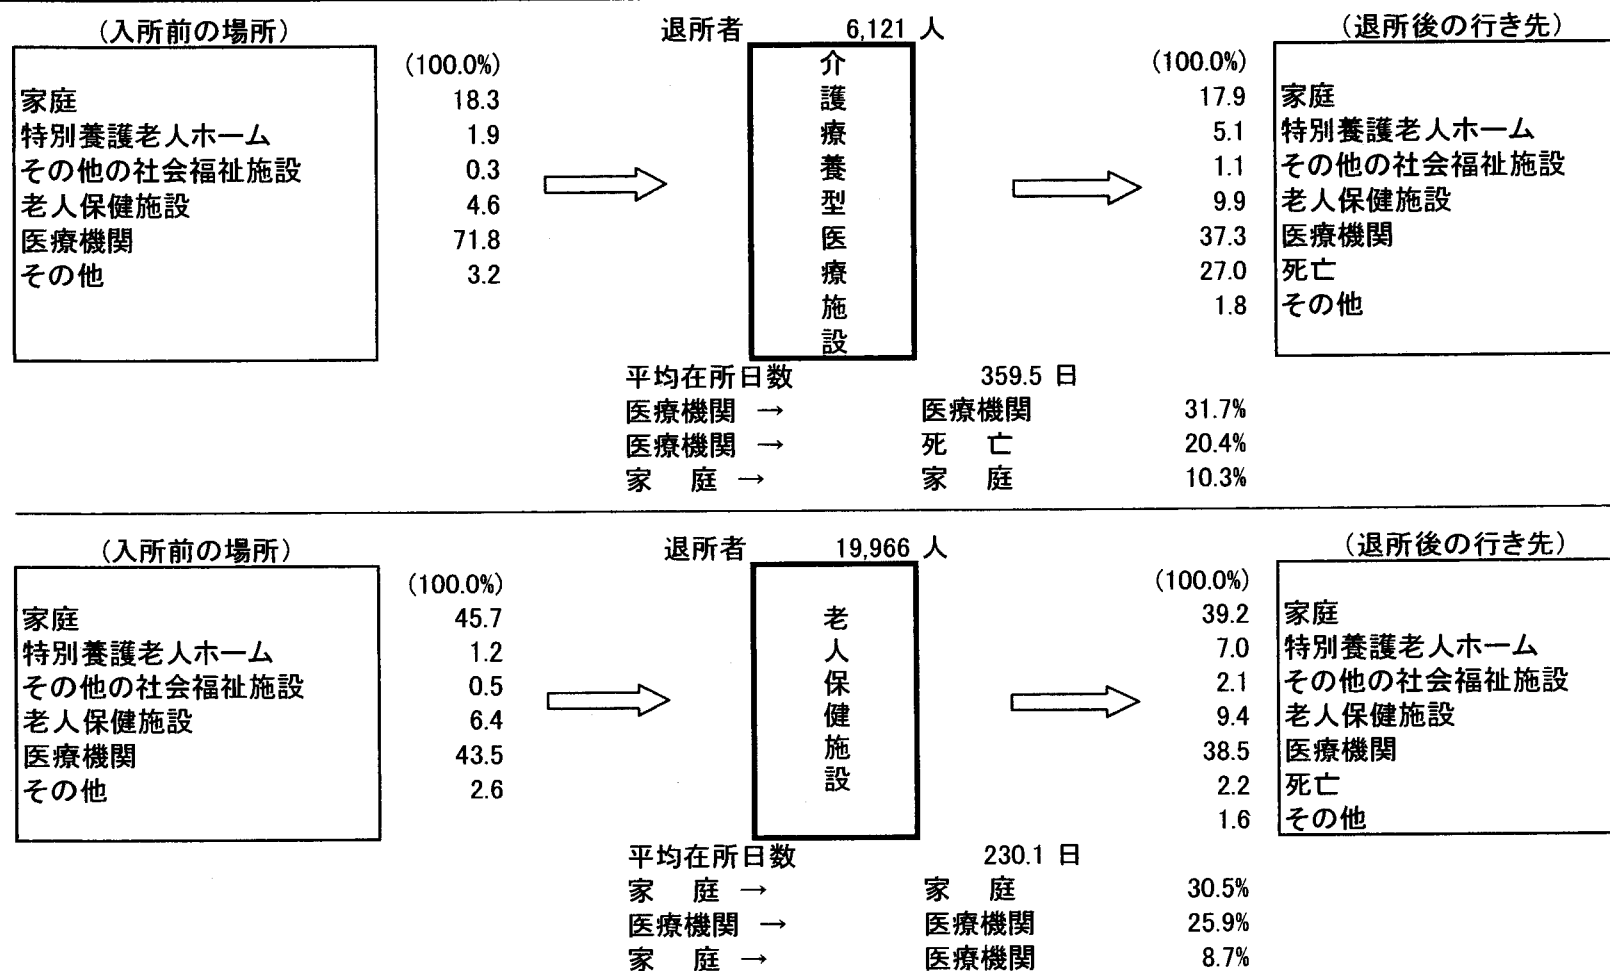 （入所前の場所） 退所者 6,121 人 （退所後の行き先）
(100.0%) (100.0%)
家庭 18.3 17.9 家庭
特別養護老人ホーム 1.9 5.1 特別養護老人ホーム
その他の社会福祉施設 0.3 1.1 その他の社会福祉施設
老人保健施設 4.6 9.9 老人保健施設
医療機関 71.8 37.3 医療機関
その他 3.2 27.0 死亡
1.8 その他
介護療養型医療施設
平均在所日数 359.5 日
医療機関 → 医療機関 31.7%
医療機関 → 死 亡 20.4%
家 庭 → 家 庭 10.3%
（入所前の場所） 退所者 19,966 人 （退所後の行き先）
(100.0%) (100.0%)
家庭 45.7 39.2 家庭
特別養護老人ホーム 1.2 7.0 特別養護老人ホーム
その他の社会福祉施設 0.5 2.1 その他の社会福祉施設
老人保健施設 6.4 9.4 老人保健施設
医療機関 43.5 38.5 医療機関
その他 2.6 2.2 死亡
1.6 その他
老人保健施設
平均在所日数 230.1 日
家 庭 → 家 庭 30.5%
医療機関 → 医療機関 25.9%
家 庭 → 医療機関 8.7%